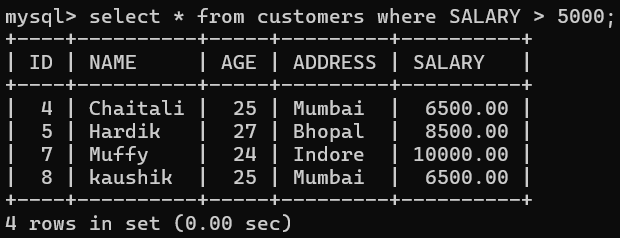 mysql> select * from customers where SALARY > 5000;
+----+----------+-----+---------+----------+
| ID | NAME     | AGE | ADDRESS | SALARY   |
+----+----------+-----+---------+----------+
|  4 | Chaitali |  25 | Mumbai  |  6500.00 |
|  5 | Hardik   |  27 | Bhopal  |  8500.00 |
|  7 | Muffy    |  24 | Indore  | 10000.00 |
|  8 | kaushik  |  25 | Mumbai  |  6500.00 |
+----+----------+-----+---------+----------+
4 rows in set (0.00 sec)